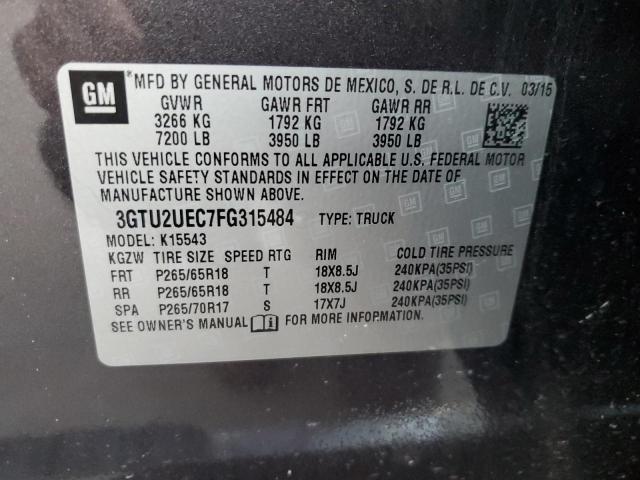 GM
*MFD BY GENERAL MOTORS DE MEXICO, S. DE R.L. DE C.V. 03/15
GVWR GAWR FRT GAWR RR
3266 KG 1792 KG 1792 KG
7200 LB 3950 LB 3950 LB
THIS VEHICLE CONFORMS TO ALL APPLICABLE U.S. FEDERAL MOTOR
VEHICLE SAFETY STANDARDS IN EFFECT ON THE DATE OF
MANUFACTURE SHOWN ABOVE.
3GTU2UEC7FG315484 TYPE: TRUCK
MODEL: K15543
KGZW TIRE SIZE SPEED RTG RIM COLD TIRE PRESSURE
FRT P265/65R18 T 18X8.5J 240KPA(35PSI)
RR P265/65R18 T 18X8.5J 240KPA(35PSI)
SPA P265/70R17 S 17X7J 240KPA(35PSI)
SEE OWNER'S MANUAL FOR MORE INFORMATION.